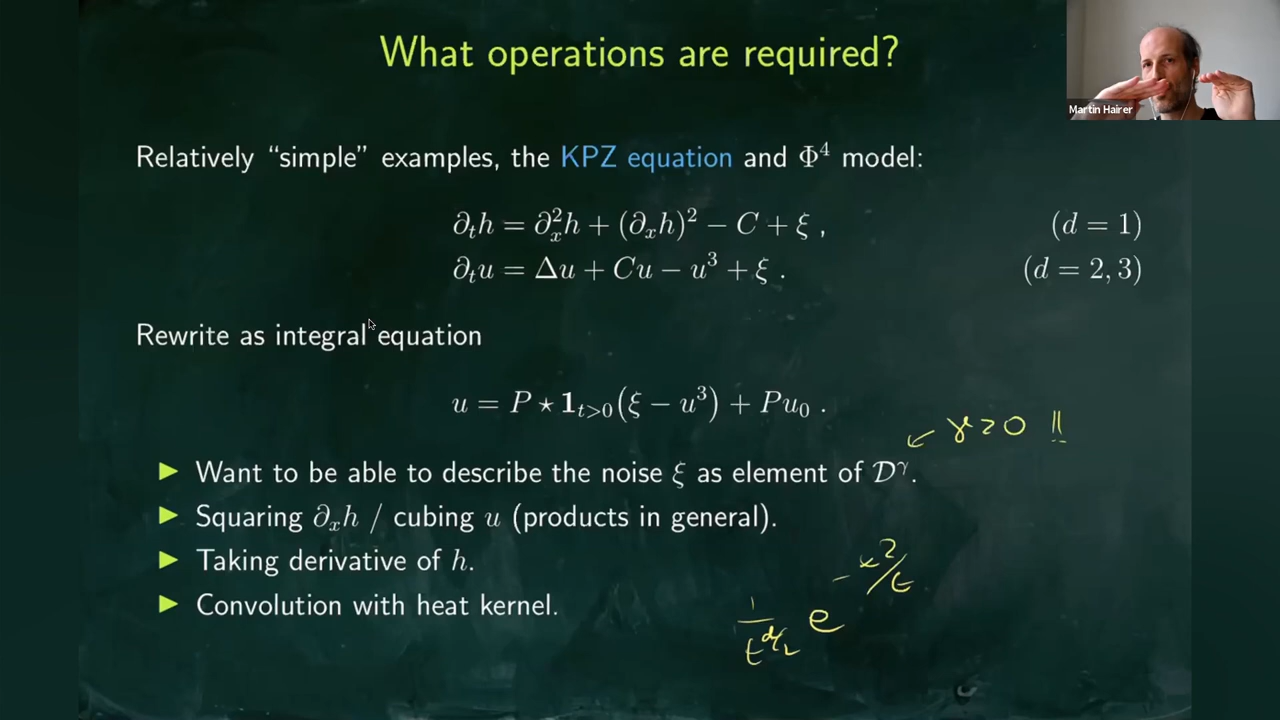 What operations are required?
Martin Hairer
Relatively “simple” examples, the KPZ equation and Φ⁴ model:
∂ₜh = ∂ₓ²h + (∂ₓh)² − C + ξ , (d = 1)
∂ₜu = Δu + Cu − u³ + ξ . (d = 2, 3)
Rewrite as integral equation
u = P ⋆ 1_{t>0}(ξ − u³) + Pu₀ .
↙ γ > 0 !!
▶ Want to be able to describe the noise ξ as element of 𝒟^γ.
▶ Squaring ∂ₓh / cubing u (products in general).
▶ Taking derivative of h.
▶ Convolution with heat kernel.
1/t^{d/2} e^{−x²/t}